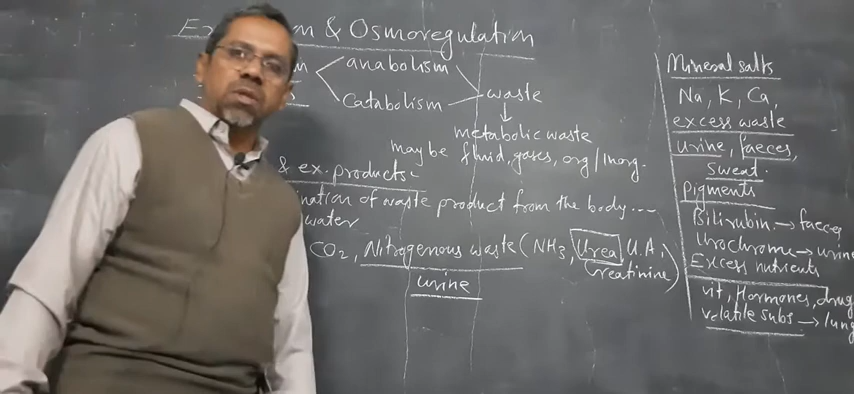 & Osmoregulation
anabolism
Catabolism
waste
metabolic waste
may be fluid, gases, org/Inorg.
& ex. products
nation of waste product from the body ...
water
CO2, Nitrogenous waste (NH3, Urea, U.A,
Creatinine)
urine
Mineral salts
Na, K, Ca,
excess waste
urine, faeces,
sweat.
Pigments
Bilirubin → faeces
Urochrome → urine
Excess nutrients
vit, Hormones, drug
volatile subs → lung